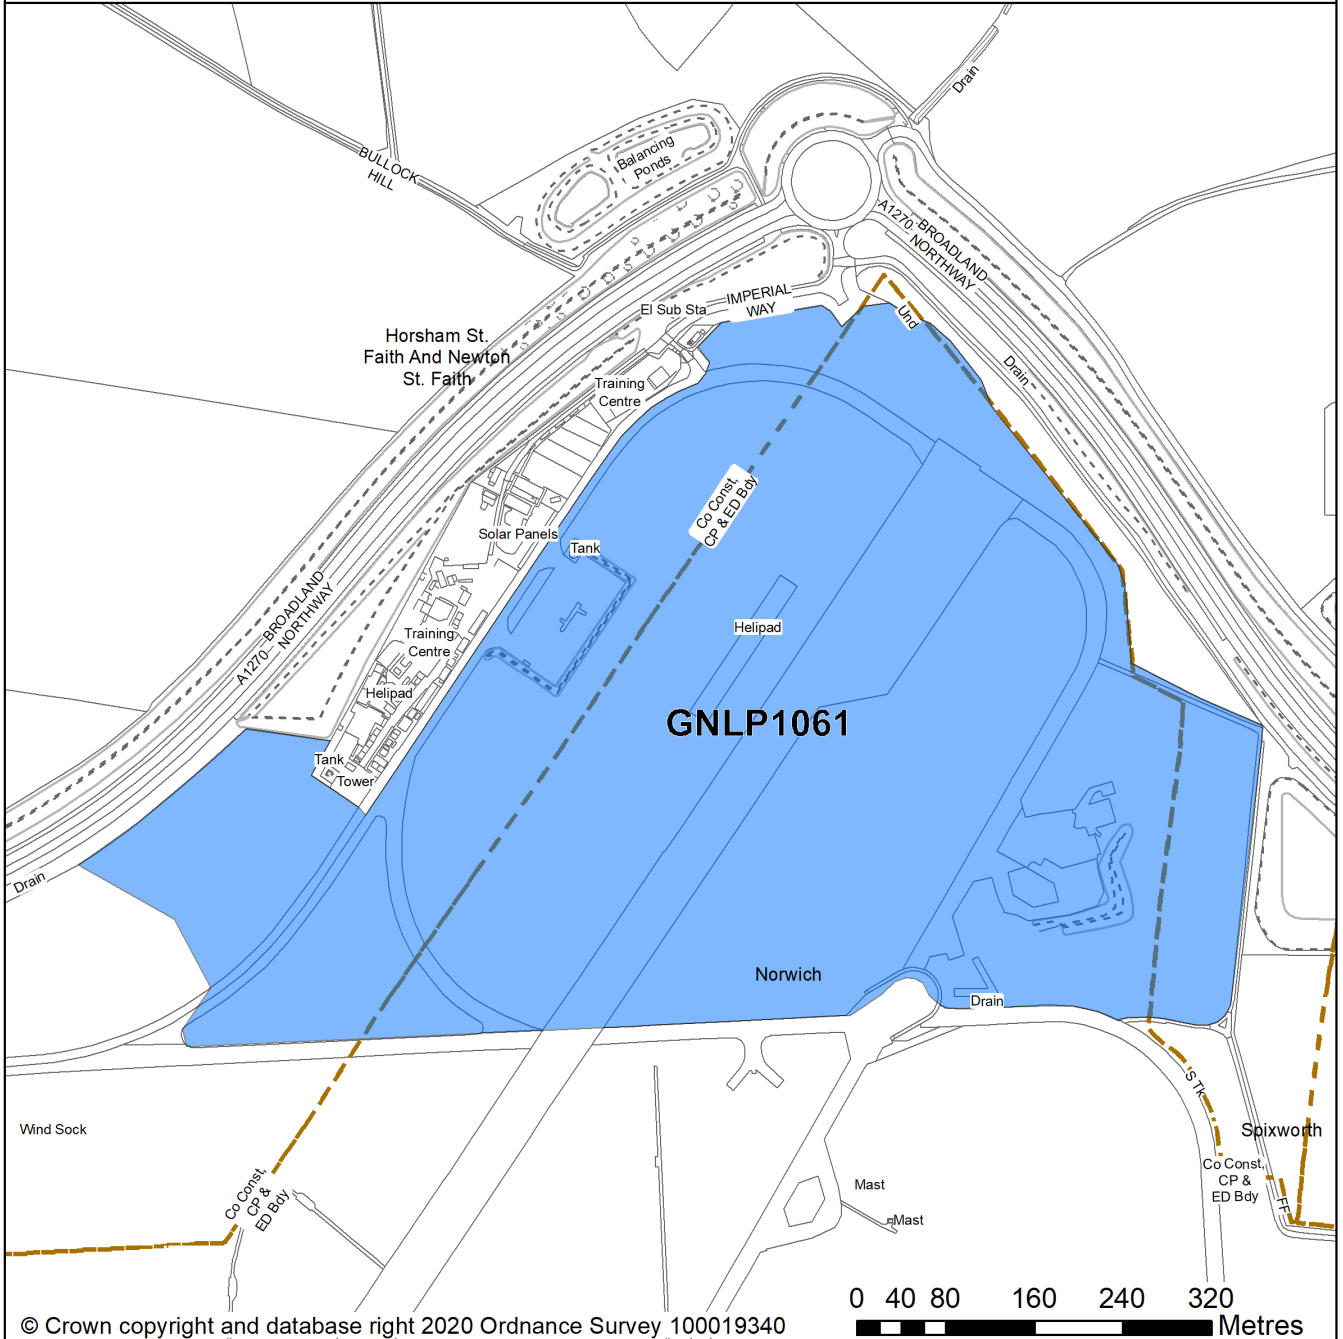 Drain
BULLOCK
HILL
Balancing
Ponds
A1270
BROADLAND
NORTHWAY
IMPERIAL
WAY
El Sub Sta
Und
Horsham St.
Faith And Newton
St. Faith
Drain
Training
Centre
Co Const,
CP & ED Bdy
Solar Panels
Tank
A1270
BROADLAND
NORTHWAY
Training
Centre
Helipad
Helipad
GNLP1061
Tank
Tower
Drain
Norwich
Drain
S Tk
Wind Sock
Spixworth
Co Const,
CP &
ED Bdy
Co Const,
CP &
ED Bdy
Mast
Mast
FF
0 40 80 160 240 320
Metres
© Crown copyright and database right 2020 Ordnance Survey 100019340